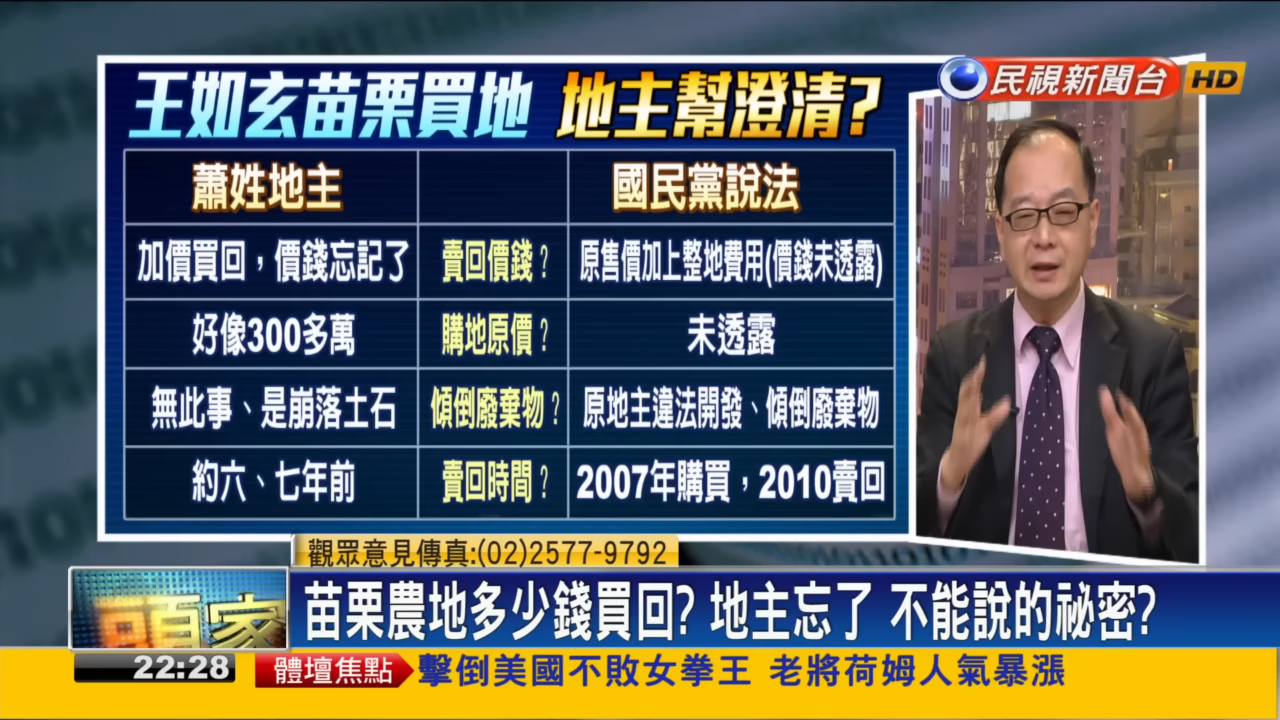 王如玄苗栗買地 地主幫澄清?
民視新聞台 HD
蕭姓地主 國民黨說法
加價買回，價錢忘記了 賣回價錢? 原售價加上整地費用(價錢未透露)
好像300多萬 購地原價? 未透露
無此事、是崩落土石 傾倒廢棄物? 原地主違法開發、傾倒廢棄物
約六、七年前 賣回時間? 2007年購買，2010賣回
觀眾意見傳真:(02)2577-9792
頭家
苗栗農地多少錢買回? 地主忘了 不能說的祕密?
22:28 體壇焦點 擊倒美國不敗女拳王 老將荷姆人氣暴漲